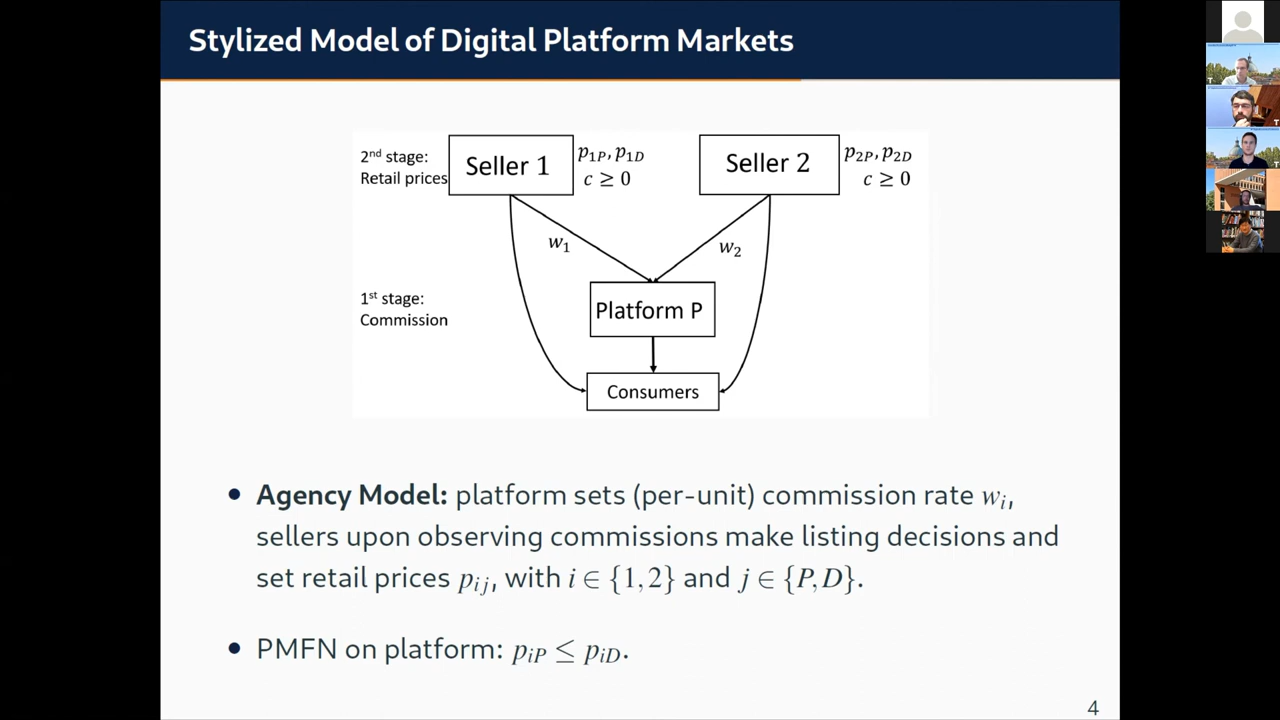 Stylized Model of Digital Platform Markets
2nd stage:
Retail prices
Seller 1
p1P, p1D
c ≥ 0
Seller 2
p2P, p2D
c ≥ 0
w1
w2
1st stage:
Commission
Platform P
Consumers
• Agency Model: platform sets (per-unit) commission rate wi,
sellers upon observing commissions make listing decisions and
set retail prices pij, with i ∈ {1,2} and j ∈ {P,D}.
• PMFN on platform: piP ≤ piD.
4